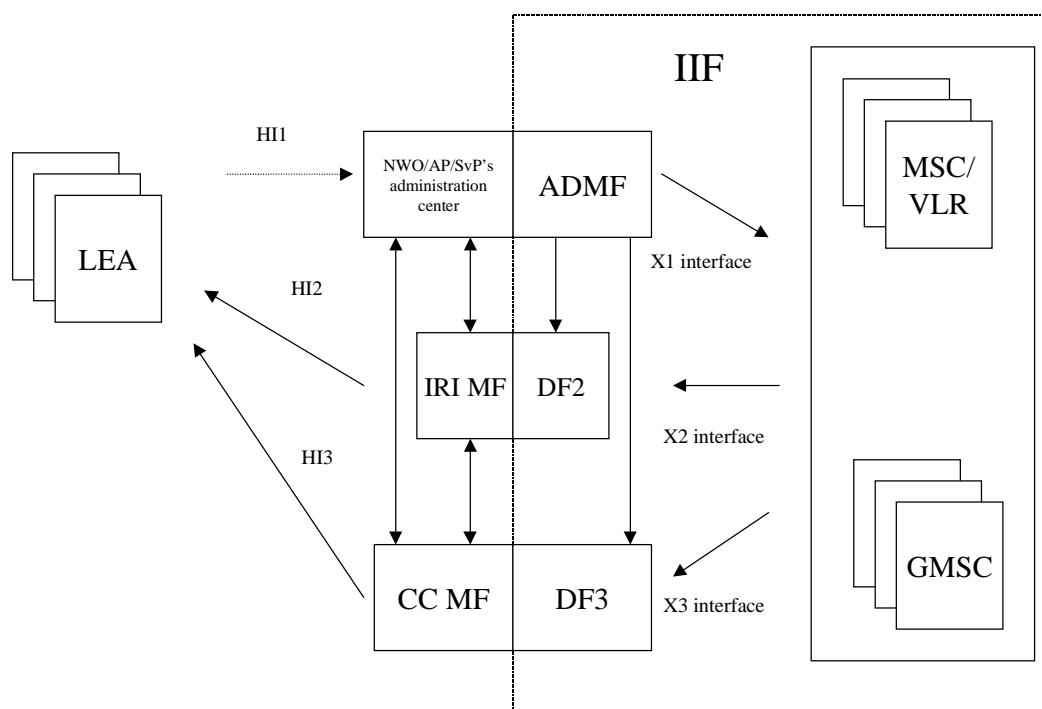 IIF
HI1
NWO/AP/SvP's
administration
center
ADMF
MSC/
VLR
LEA
X1 interface
HI2
IRI MF
DF2
X2 interface
HI3
GMSC
CC MF
DF3
X3 interface